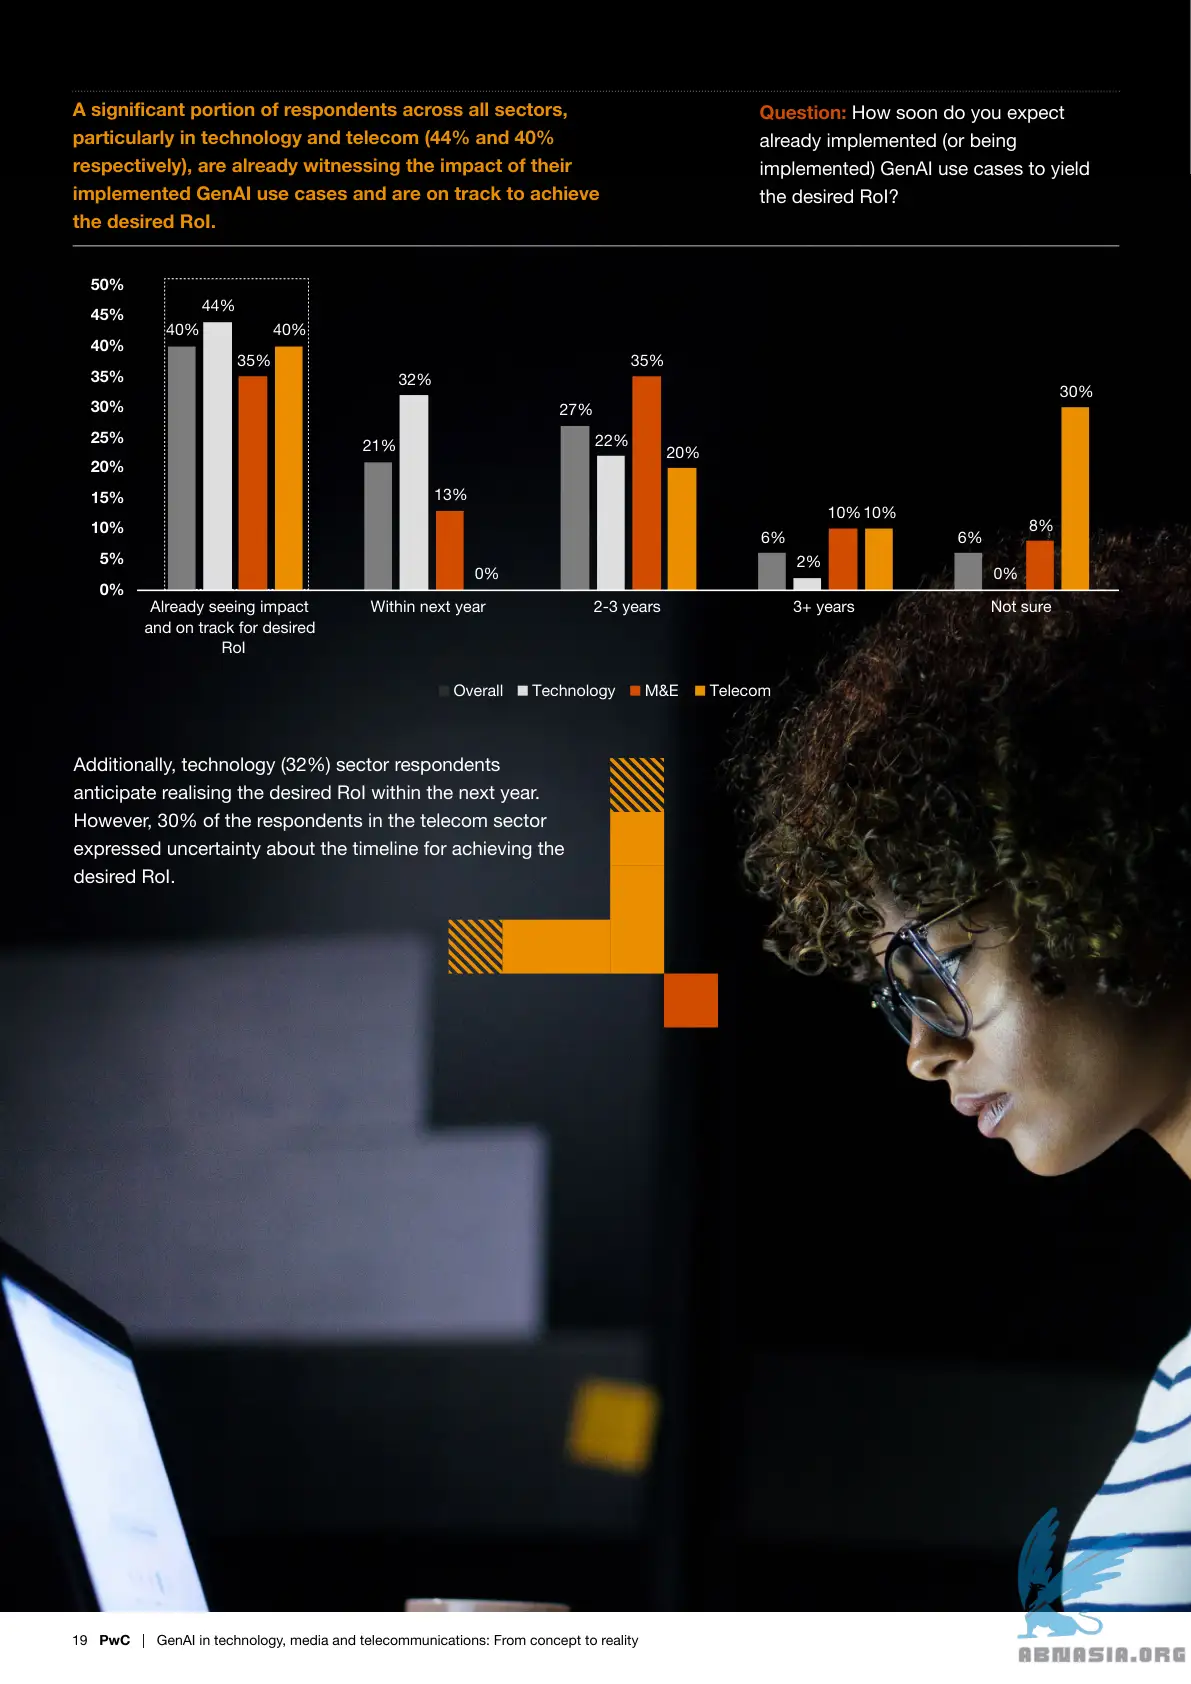 A significant portion of respondents across all sectors,
particularly in technology and telecom (44% and 40%
respectively), are already witnessing the impact of their
implemented GenAI use cases and are on track to achieve
the desired RoI.
Question: How soon do you expect
already implemented (or being
implemented) GenAI use cases to yield
the desired RoI?
50%
45%
40%
35%
30%
25%
20%
15%
10%
5%
0%
40% 44% 35% 40%
21% 32% 13% 0%
27% 22% 35% 20%
6% 2% 10% 10%
6% 0% 8% 30%
Already seeing impact
and on track for desired
RoI
Within next year
2-3 years
3+ years
Not sure
Overall Technology M&E Telecom
Additionally, technology (32%) sector respondents
anticipate realising the desired RoI within the next year.
However, 30% of the respondents in the telecom sector
expressed uncertainty about the timeline for achieving the
desired RoI.
19 PwC | GenAI in technology, media and telecommunications: From concept to reality
ABNASIA.ORG